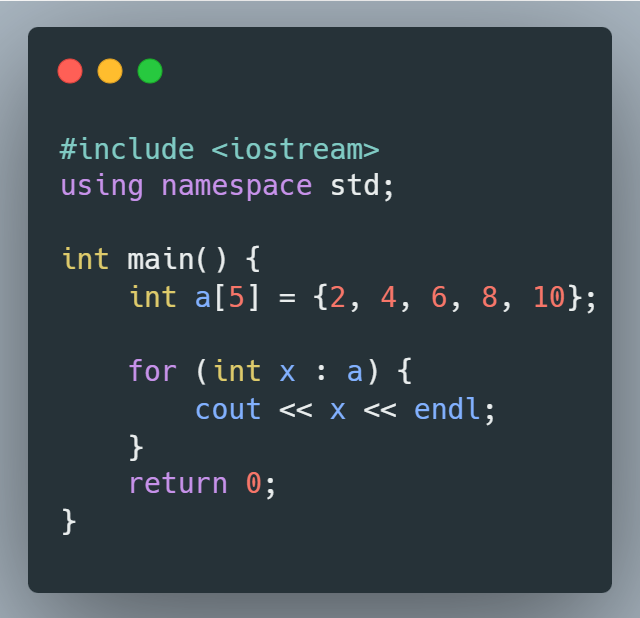 #include <iostream>
using namespace std;
int main() {
    int a[5] = {2, 4, 6, 8, 10};
    for (int x : a) {
        cout << x << endl;
    }
    return 0;
}